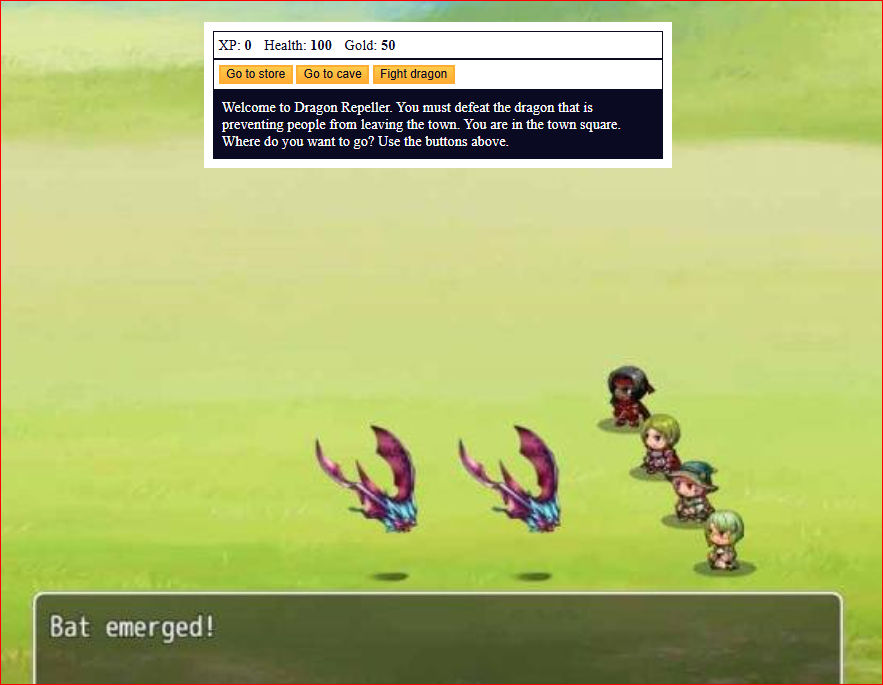 XP: 0 Health: 100 Gold: 50
Go to store Go to cave Fight dragon
Welcome to Dragon Repeller. You must defeat the dragon that is
preventing people from leaving the town. You are in the town square.
Where do you want to go? Use the buttons above.
Bat emerged!